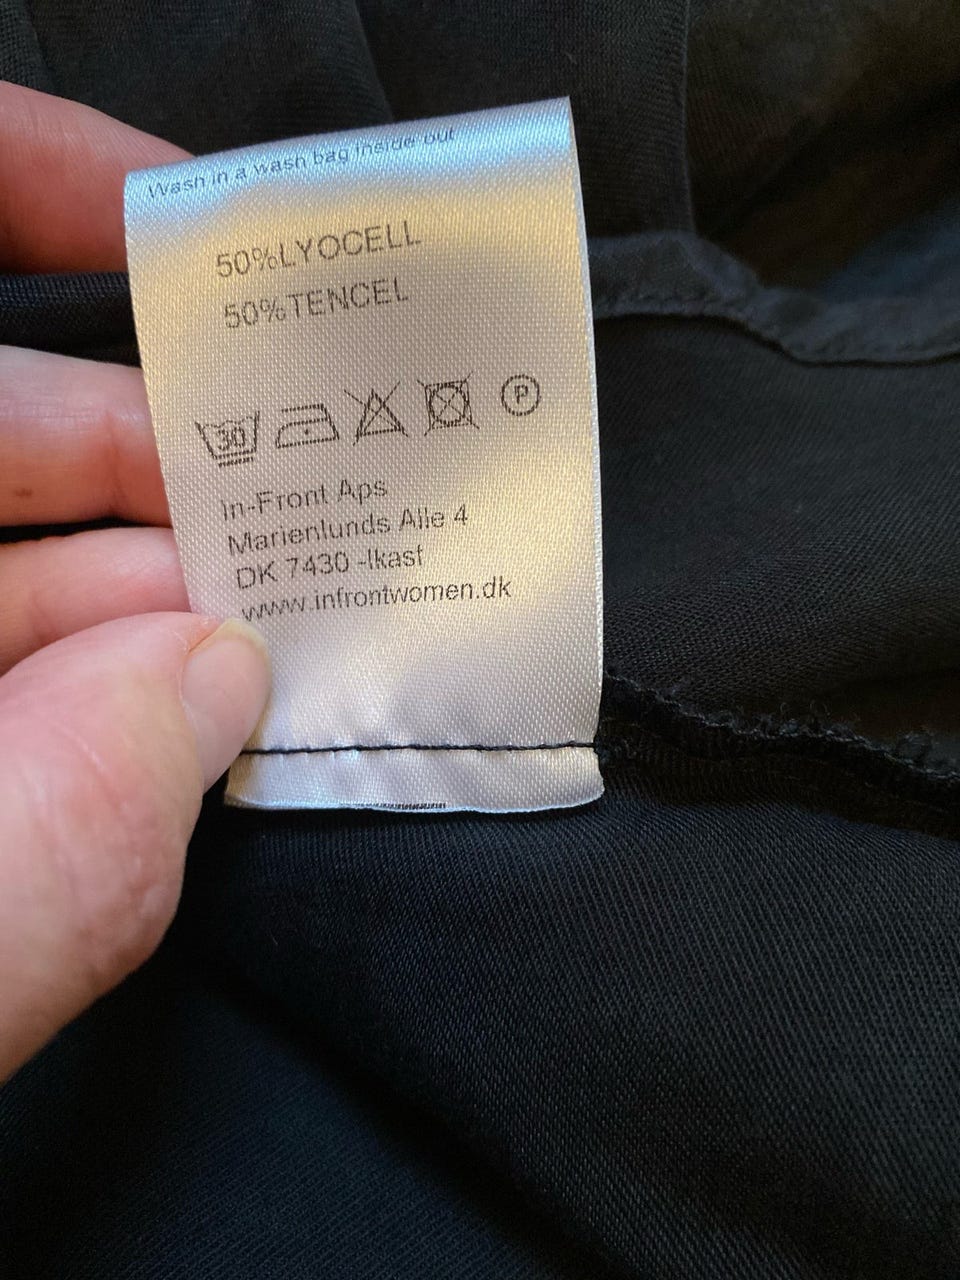 Wash in a wash bag inside out
50%LYOCELL
50%TENCEL
30 P
In-Front Aps
Marienlunds Alle 4
DK 7430 -Ikast
www.infrontwomen.dk